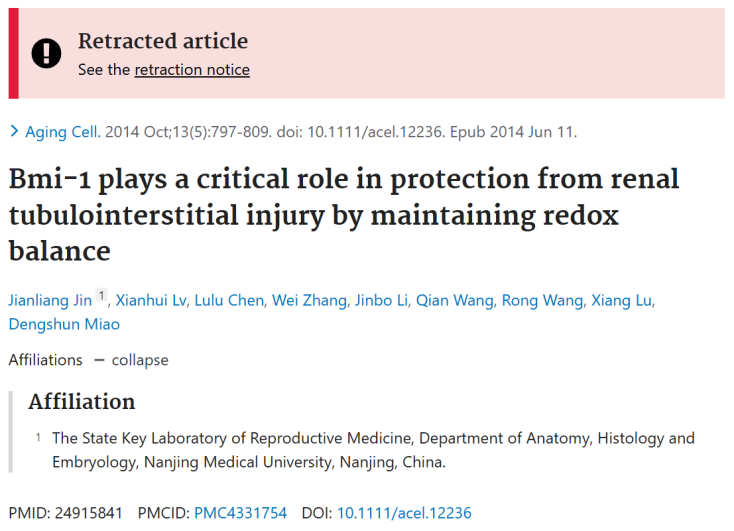 Retracted article
See the retraction notice
Aging Cell. 2014 Oct;13(5):797-809. doi: 10.1111/acel.12236. Epub 2014 Jun 11.
Bmi-1 plays a critical role in protection from renal
tubulointerstitial injury by maintaining redox
balance
Jianliang Jin 1, Xianhui Lv, Lulu Chen, Wei Zhang, Jinbo Li, Qian Wang, Rong Wang, Xiang Lu,
Dengshun Miao
Affiliations – collapse
Affiliation
1 The State Key Laboratory of Reproductive Medicine, Department of Anatomy, Histology and
Embryology, Nanjing Medical University, Nanjing, China.
PMID: 24915841 PMCID: PMC4331754 DOI: 10.1111/acel.12236